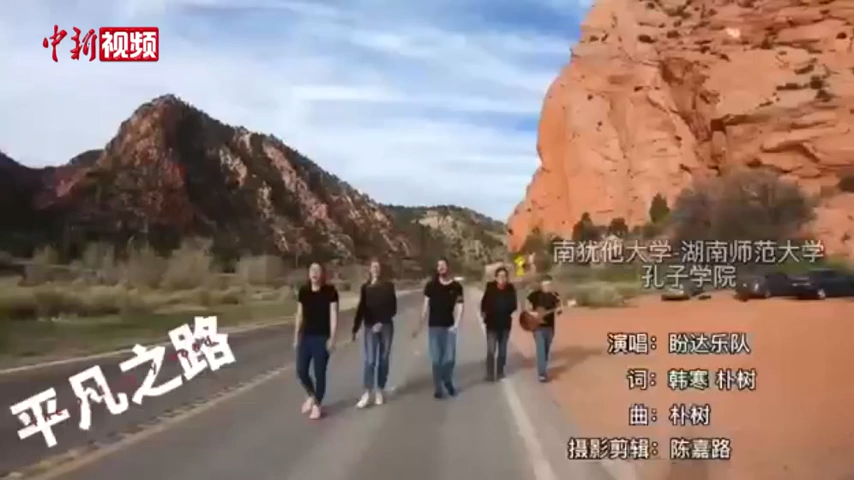 中新视频
南犹他大学-湖南师范大学
孔子学院
平凡之路
演唱：盼达乐队
词：韩寒 朴树
曲：朴树
摄影剪辑：陈嘉路